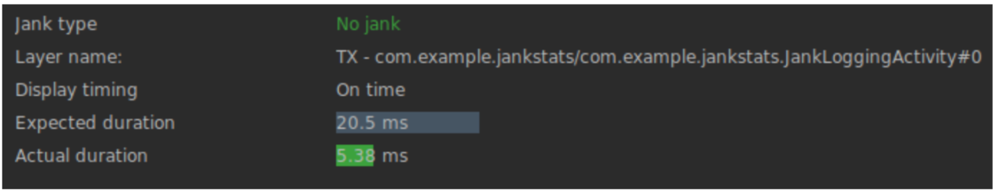 Jank type No jank
Layer name: TX - com.example.jankstats/com.example.jankstats.JankLoggingActivity#0
Display timing On time
Expected duration 20.5 ms
Actual duration 5.38 ms